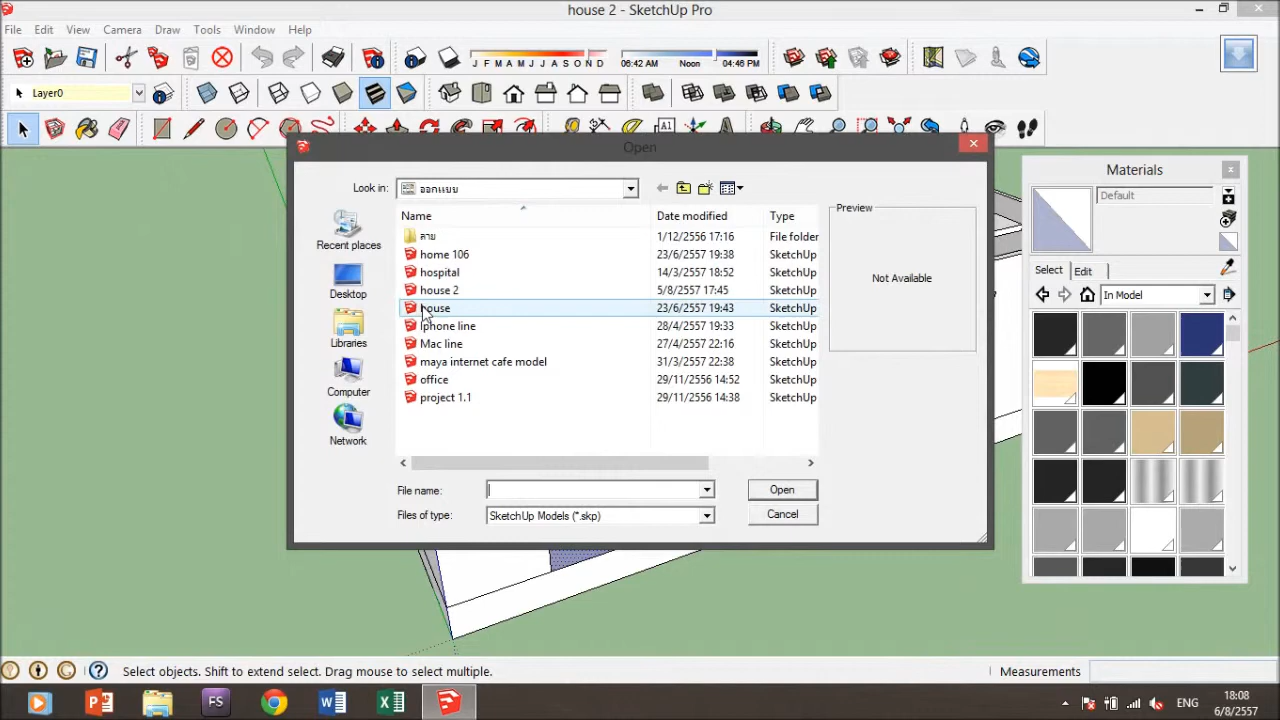 house 2 - SketchUp Pro
File Edit View Camera Draw Tools Window Help
J F M A M J J A S O N D
06:42 AM Noon 04:46 PM
Layer0
A1
Open
Look in: ออกแบบ
Recent places
Desktop
Libraries
Computer
Network
Name Date modified Type
ลาย 1/12/2556 17:16 File folder
home 106 23/6/2557 19:38 SketchUp
hospital 14/3/2557 18:52 SketchUp
house 2 5/8/2557 17:45 SketchUp
house 23/6/2557 19:43 SketchUp
Iphone line 28/4/2557 19:33 SketchUp
Mac line 27/4/2557 22:16 SketchUp
maya internet cafe model 31/3/2557 22:38 SketchUp
office 29/11/2556 14:52 SketchUp
project 1.1 29/11/2556 14:38 SketchUp
Preview
Not Available
File name:
Open
Files of type: SketchUp Models (*.skp)
Cancel
Materials
Default
Select Edit
In Model
Select objects. Shift to extend select. Drag mouse to select multiple.
Measurements
FS
ENG
18:08
6/8/2557